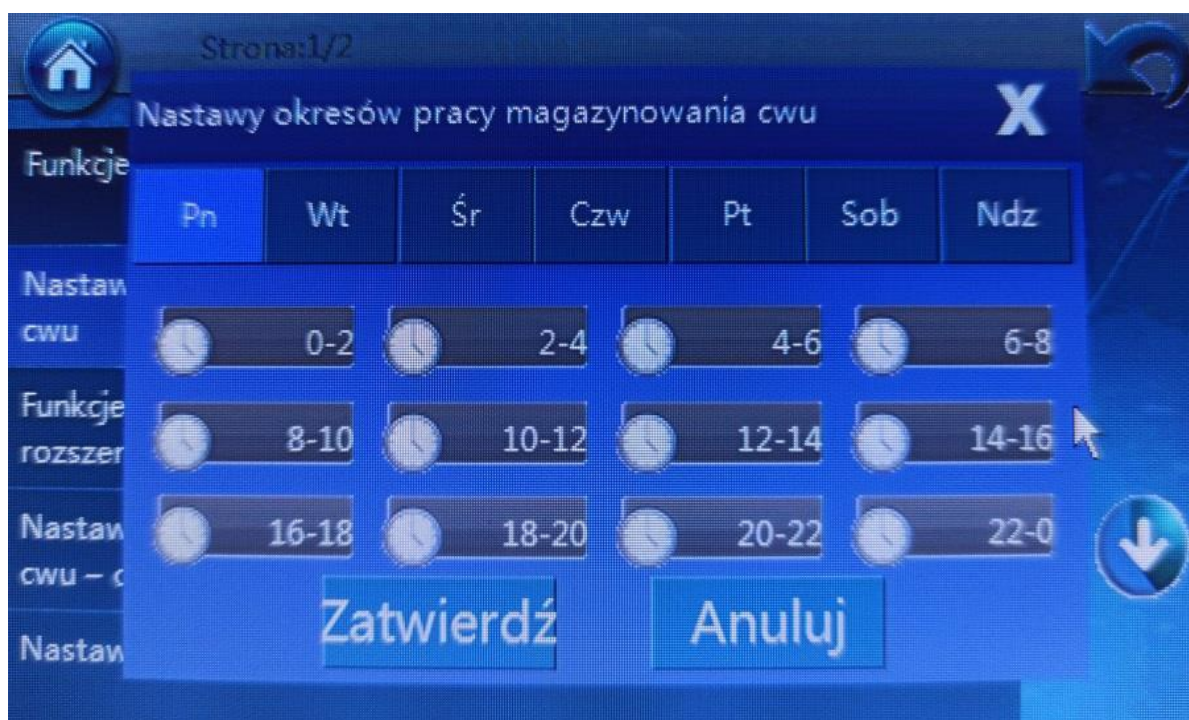 Strona:1/2
Nastawy okresów pracy magazynowania cwu
X
Funkcje
Pn Wt Śr Czw Pt Sob Ndz
Nastaw
cwu
0-2 2-4 4-6 6-8
Funkcje
rozszer
8-10 10-12 12-14 14-16
Nastaw
cwu –
16-18 18-20 20-22 22-0
Zatwierdź Anuluj
Nastaw